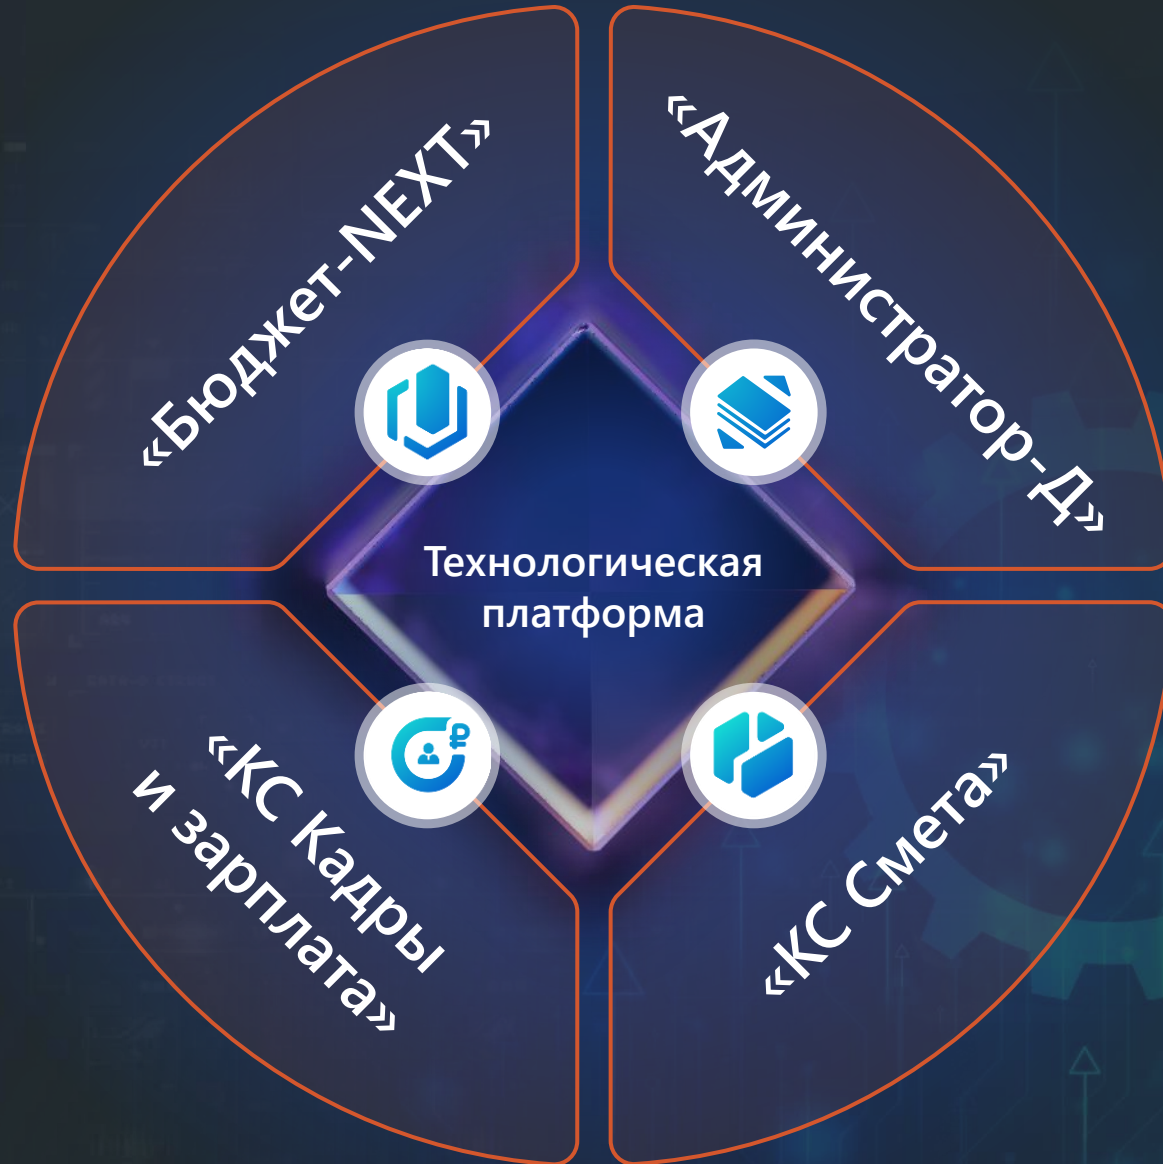 «Бюджет-NEXT»
«Администратор-Д»
Технологическая
платформа
«КС Кадры
и зарплата»
«КС Смета»